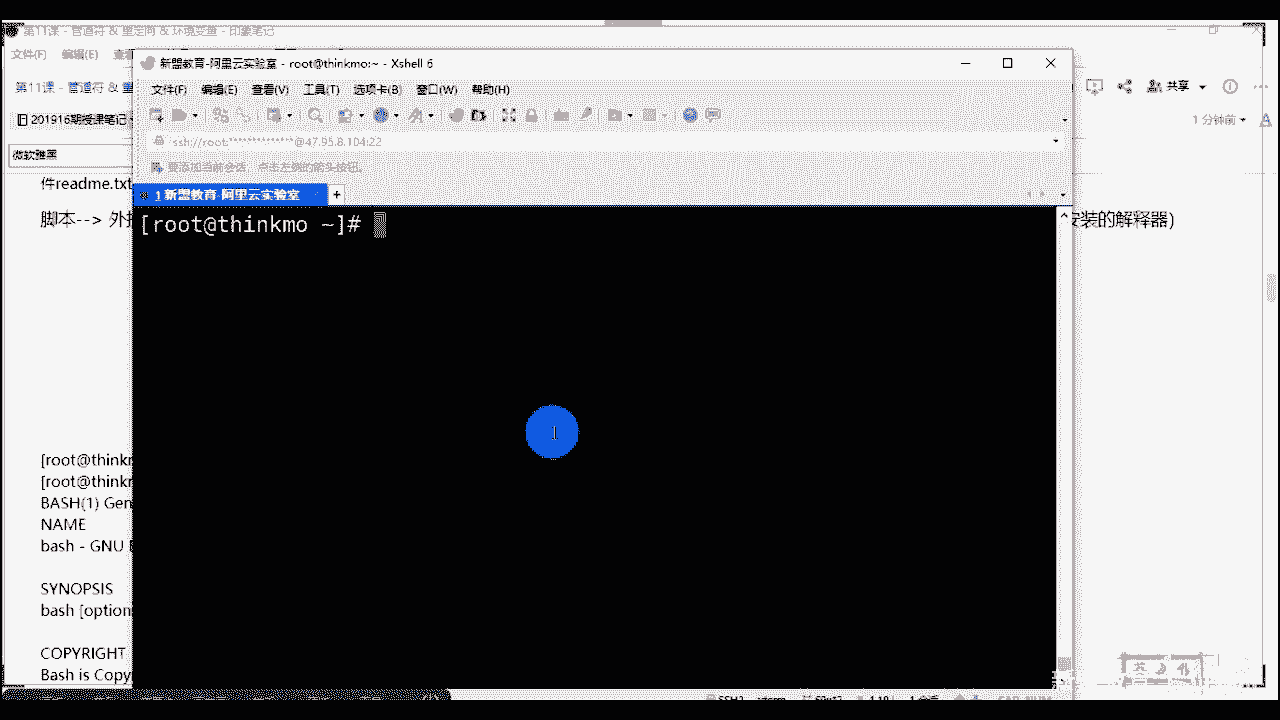 第11课 - 管道符 & 重定向 & 环境变量 - 印象笔记
文件(F) 编辑(E) 查看
新盟教育-阿里云实验室 - root@thinkmo:~ - Xshell 6
文件(F) 编辑(E) 查看(V) 工具(T) 选项卡(B) 窗口(W) 帮助(H)
第11课 - 管道符 & 重
共享
201916期授课笔记
1 分钟前
ssh://root:**************@47.95.8.104:22
微软雅黑
要添加当前会话，点击左侧的箭头按钮。
件readme.txt
1 新盟教育-阿里云实验室
脚本--> 外
安装的解释器)
[root@thinkmo ~]#
[root@thinkm
[root@thinkm
BASH(1) Gen
NAME
bash - GNU
SYNOPSIS
bash [option
COPYRIGHT
Bash is Copy
SSH2 xterm